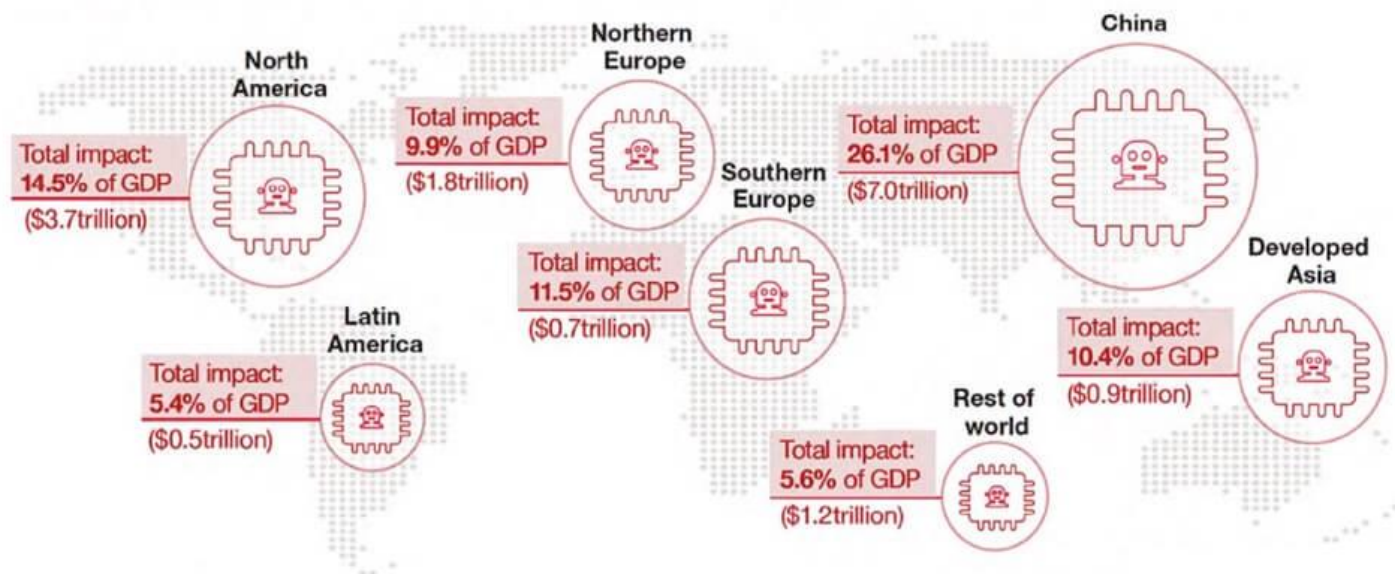 North
America
Total impact:
14.5% of GDP
($3.7trillion)
Northern
Europe
Total impact:
9.9% of GDP
($1.8trillion)
China
Total impact:
26.1% of GDP
($7.0trillion)
Southern
Europe
Total impact:
11.5% of GDP
($0.7trillion)
Developed
Asia
Total impact:
10.4% of GDP
($0.9trillion)
Latin
America
Total impact:
5.4% of GDP
($0.5trillion)
Rest of
world
Total impact:
5.6% of GDP
($1.2trillion)